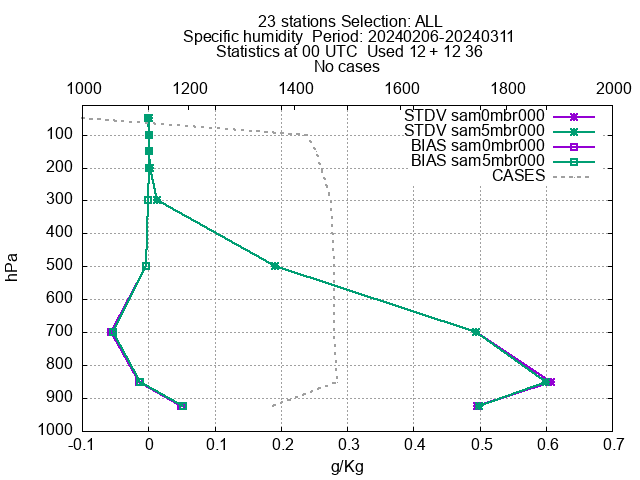 23 stations Selection: ALL
Specific humidity  Period: 20240206-20240311
Statistics at 00 UTC  Used 12 + 12 36
No cases
1000 1200 1400 1600 1800 2000
STDV sam0mbr000
STDV sam5mbr000
BIAS sam0mbr000
BIAS sam5mbr000
CASES
100
200
300
400
500
600
700
800
900
1000
hPa
-0.1 0 0.1 0.2 0.3 0.4 0.5 0.6 0.7
g/Kg